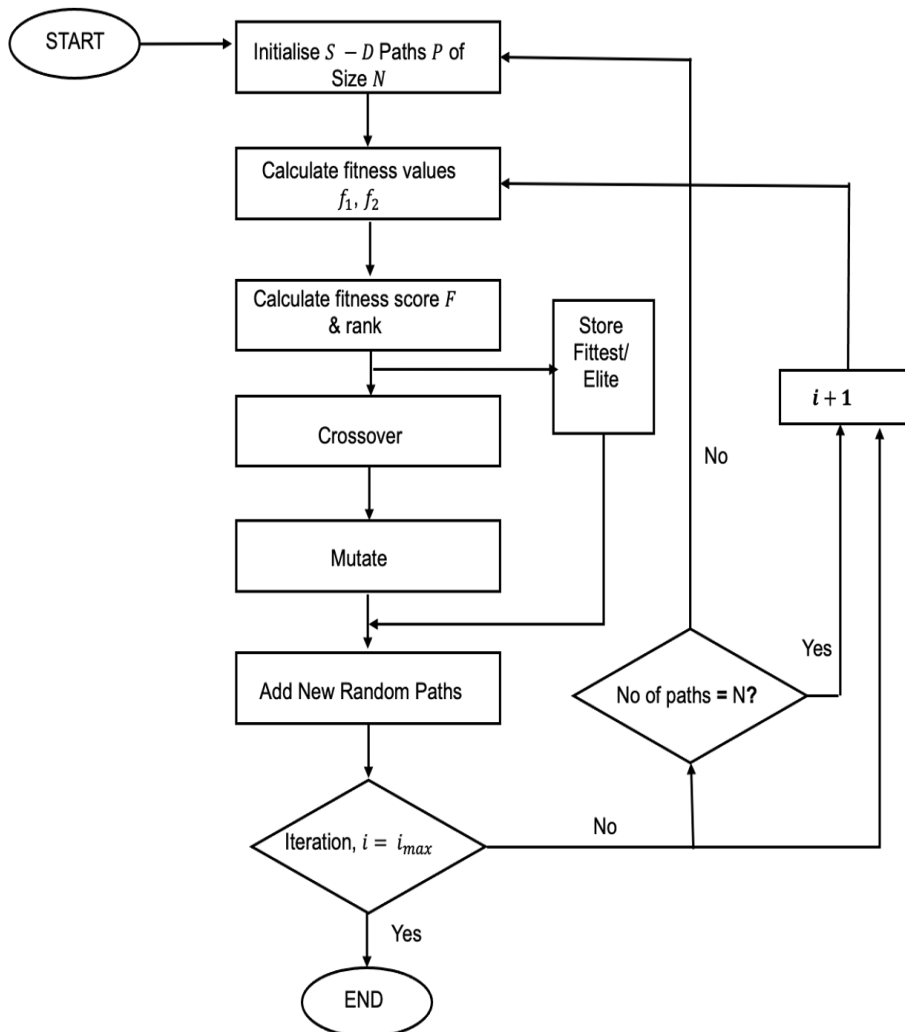 START
Initialise S – D Paths P of
Size N
Calculate fitness values
f₁, f₂
Calculate fitness score F
& rank
Store
Fittest/
Elite
i + 1
Crossover
No
Mutate
Yes
No of paths = N?
Add New Random Paths
Iteration, i = iₘₐₓ
No
Yes
END